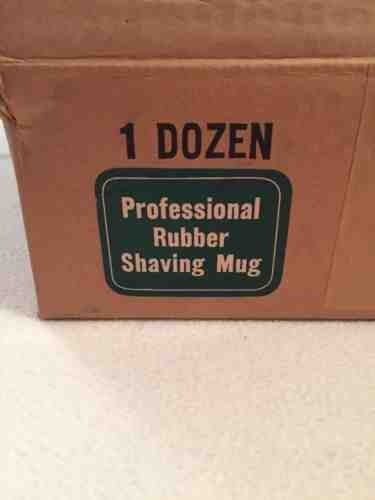 1 DOZEN
Professional
Rubber
Shaving Mug